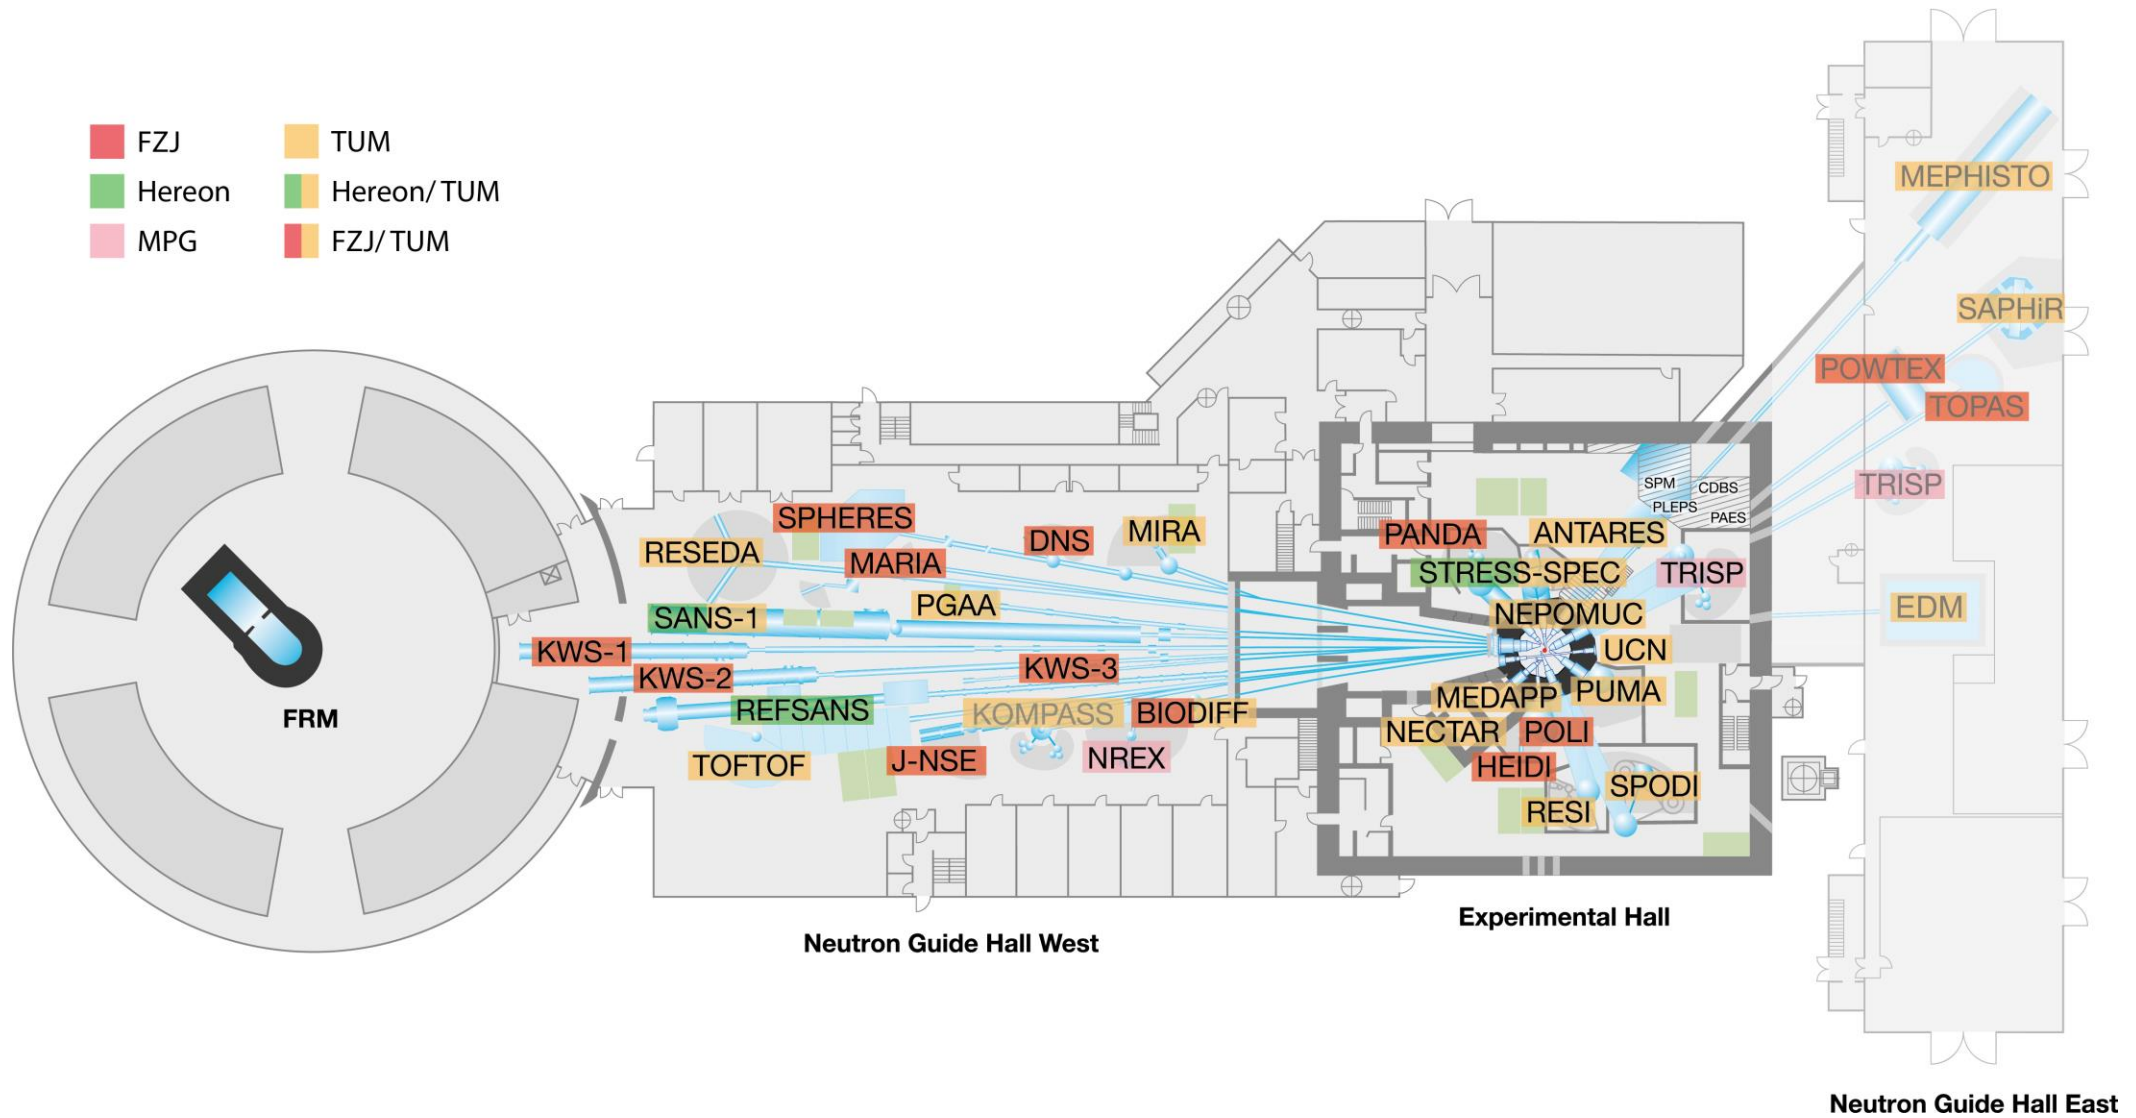 FZJ
TUM
Hereon
Hereon/ TUM
MPG
FZJ/ TUM
MEPHISTO
SAPHiR
POWTEX
TOPAS
TRISP
EDM
SPM
CDBS
PLEPS
PAES
SPHERES
DNS
MIRA
RESEDA
MARIA
PGAA
SANS-1
KWS-1
KWS-2
KWS-3
REFSANS
KOMPASS
BIODIFF
TOFTOF
J-NSE
NREX
PANDA
ANTARES
STRESS-SPEC
TRISP
NEPOMUC
UCN
MEDAPP
PUMA
NECTAR
POLI
HEIDI
SPODI
RESI
FRM
Neutron Guide Hall West
Experimental Hall
Neutron Guide Hall East